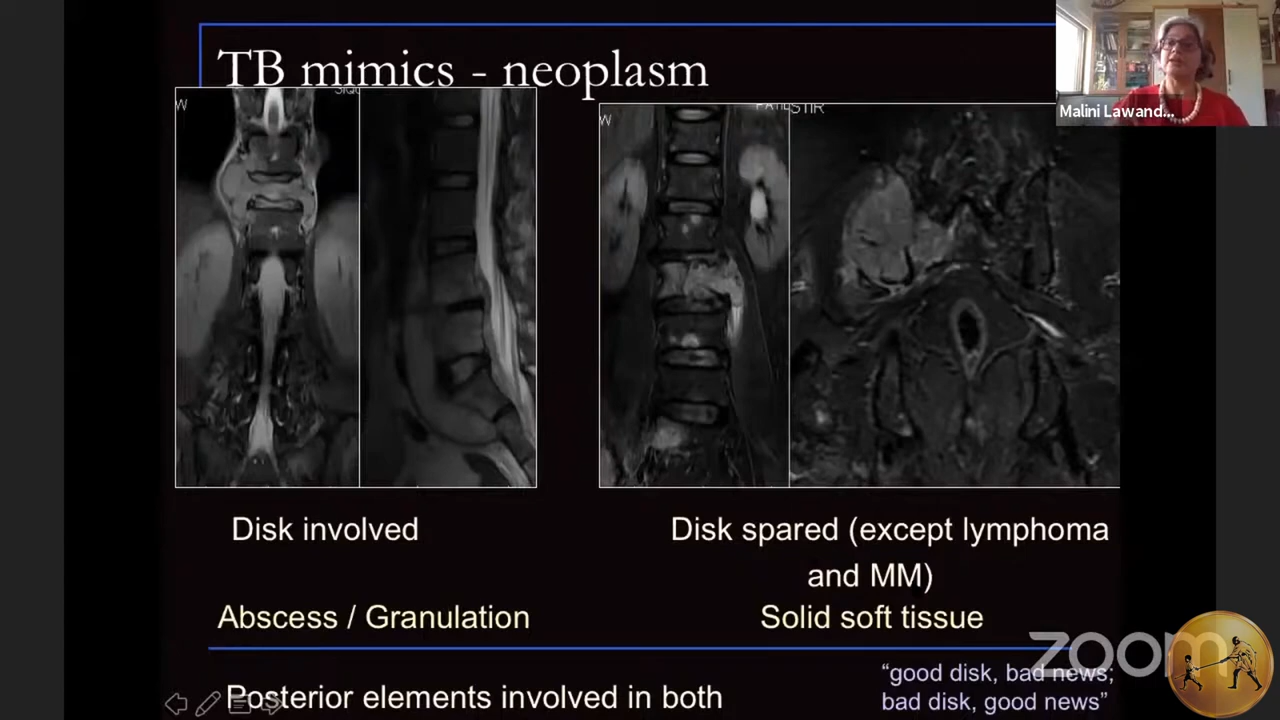 TB mimics - neoplasm
Malini Lawand...
W
W
STIR
Disk involved
Disk spared (except lymphoma
and MM)
Abscess / Granulation
Solid soft tissue
Posterior elements involved in both
“good disk, bad news;
bad disk, good news”
zoom